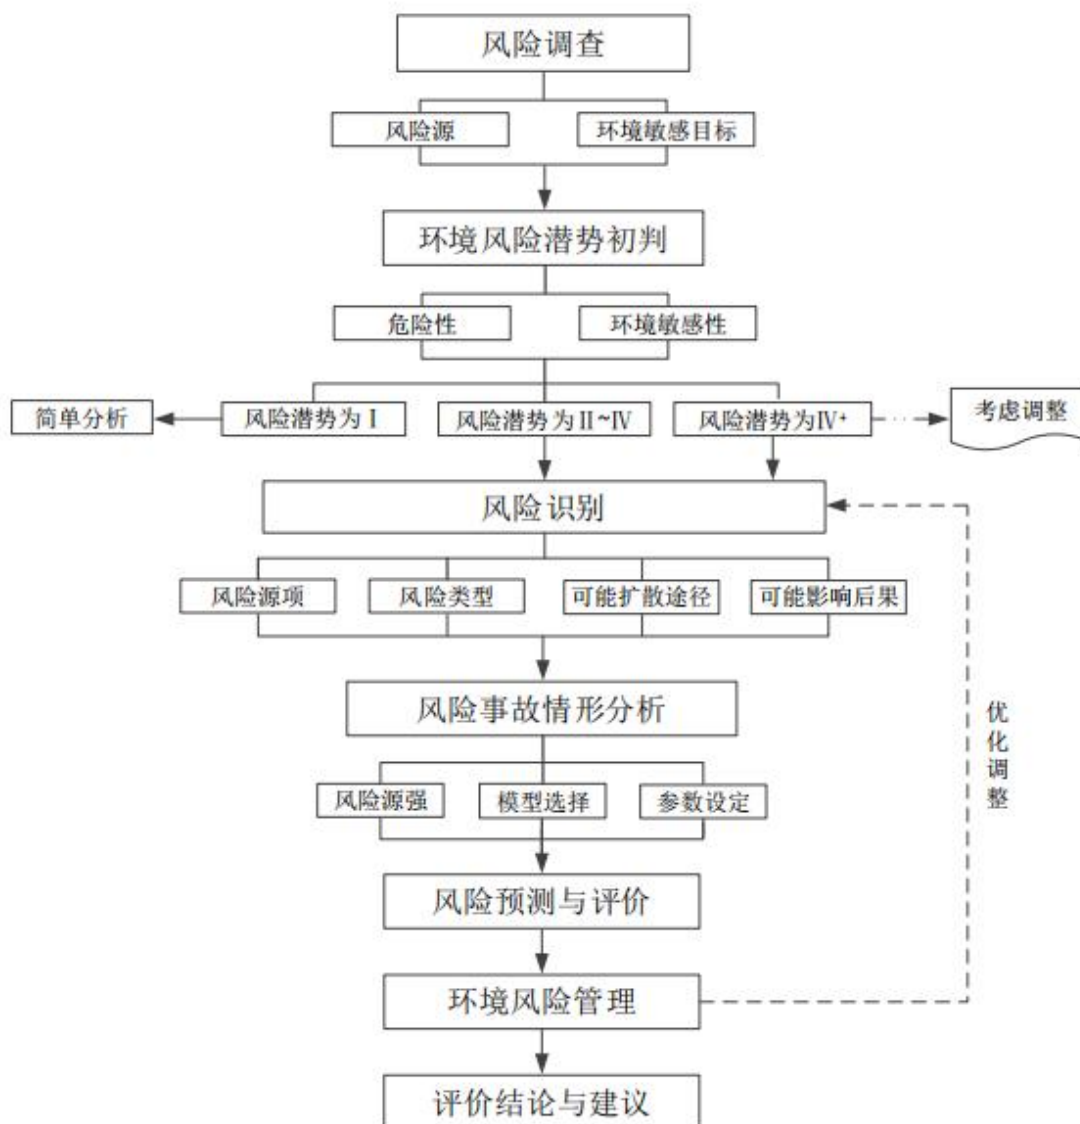 风险调查
风险源
环境敏感目标
环境风险潜势初判
危险性
环境敏感性
简单分析
风险潜势为Ⅰ
风险潜势为Ⅱ~Ⅳ
风险潜势为Ⅳ⁺
考虑调整
风险识别
风险源项
风险类型
可能扩散途径
可能影响后果
风险事故情形分析
优化调整
风险源强
模型选择
参数设定
风险预测与评价
环境风险管理
评价结论与建议